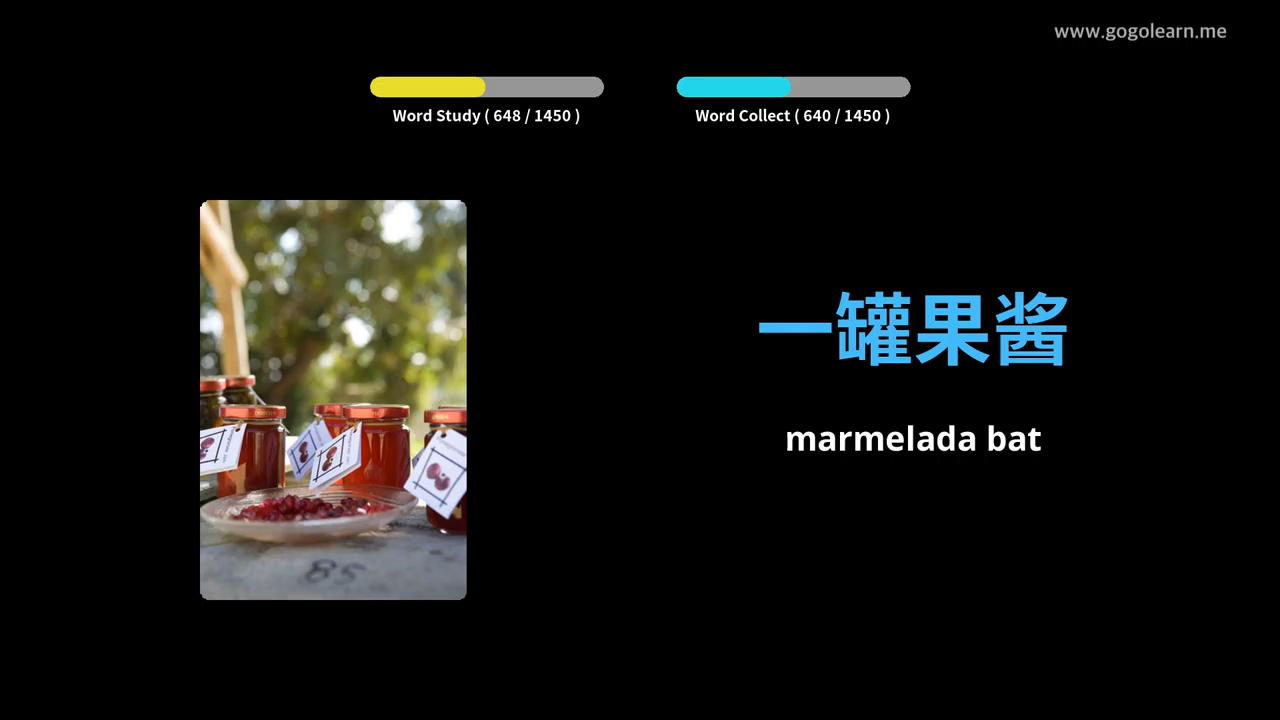 www.gogolearn.me
Word Study ( 648 / 1450 )
Word Collect ( 640 / 1450 )
一罐果酱
marmelada bat
85